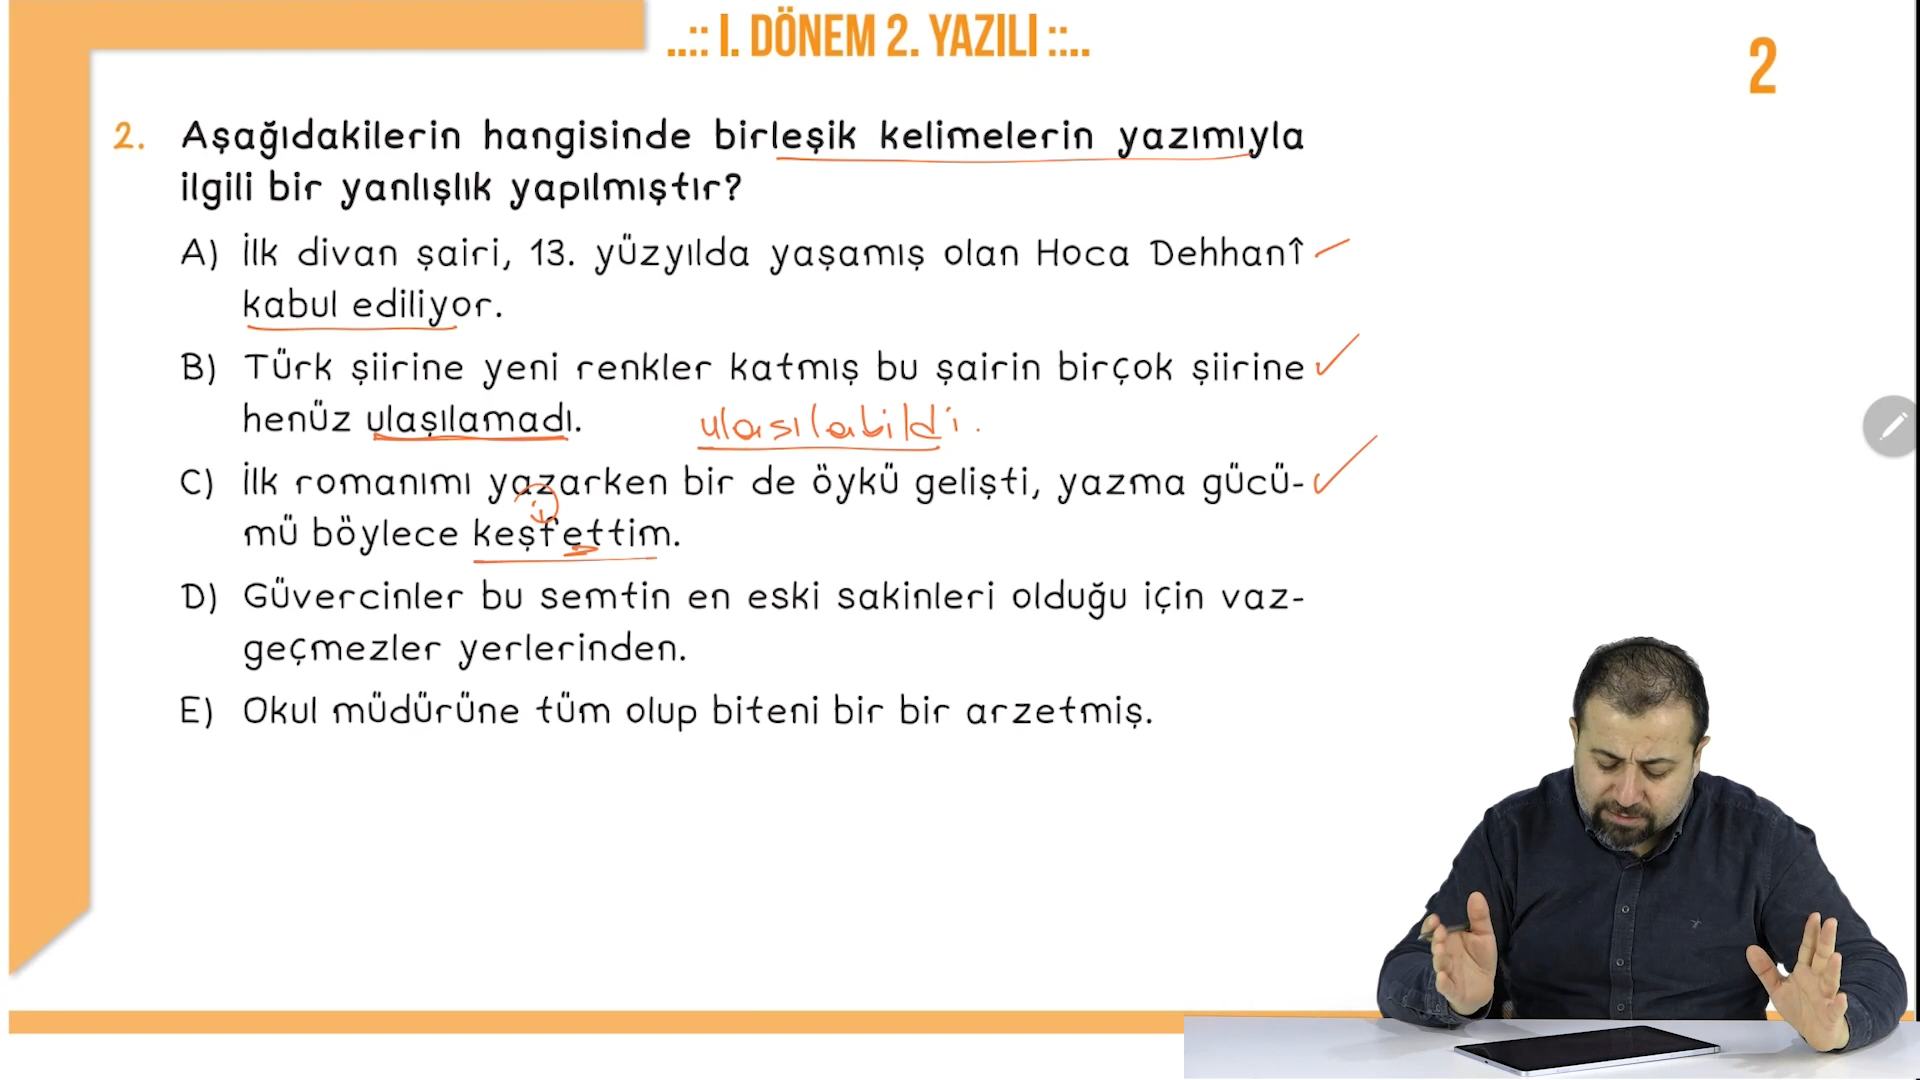 ..:: I. DÖNEM 2. YAZILI ::..
2
2. Aşağıdakilerin hangisinde birleşik kelimelerin yazımıyla
ilgili bir yanlışlık yapılmıştır?
A) İlk divan şairi, 13. yüzyılda yaşamış olan Hoca Dehhanî
kabul ediliyor.
B) Türk şiirine yeni renkler katmış bu şairin birçok şiirine
henüz ulaşılamadı. ulaşılabildi.
C) İlk romanımı yazarken bir de öykü gelişti, yazma gücü-
i
mü böylece keşfettim.
D) Güvercinler bu semtin en eski sakinleri olduğu için vaz-
geçmezler yerlerinden.
E) Okul müdürüne tüm olup biteni bir bir arzetmiş.